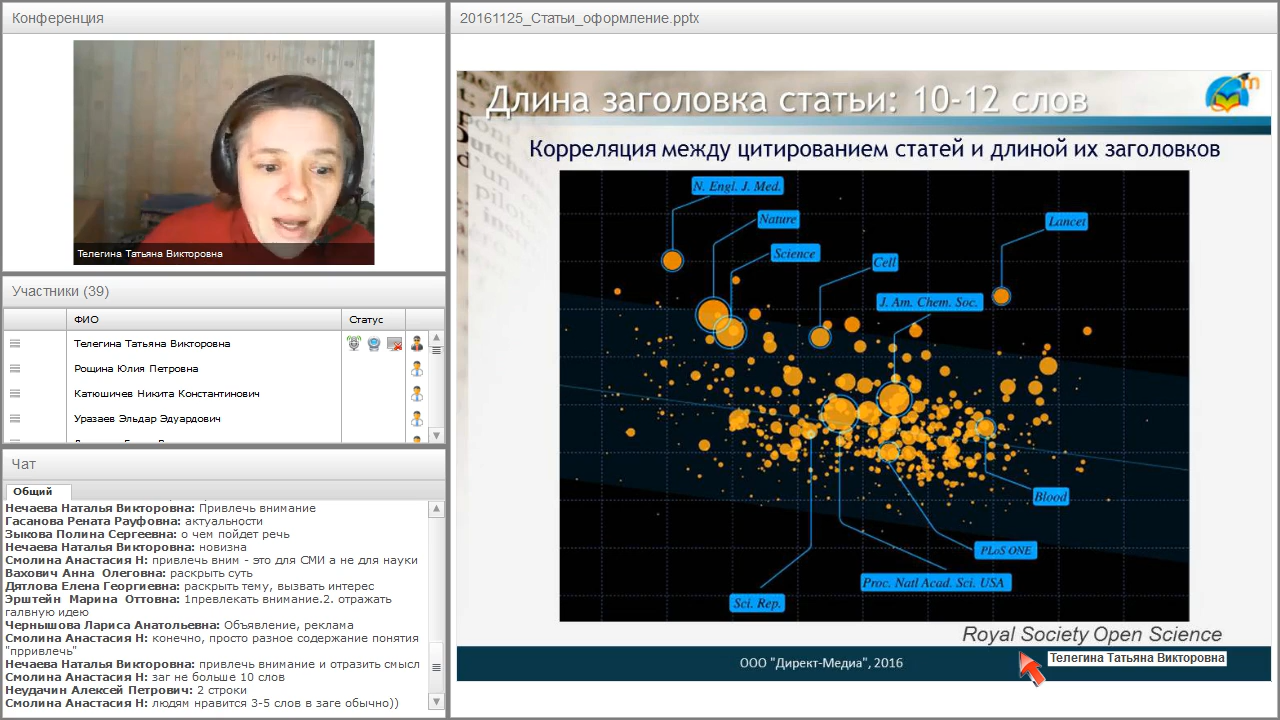 Конференция
Телегина Татьяна Викторовна
Участники (39)
ФИО
Статус
Телегина Татьяна Викторовна
Рощина Юлия Петровна
Катюшичев Никита Константинович
Уразаев Эльдар Эдуардович
Чат
Общий
Нечаева Наталья Викторовна: Привлечь внимание
Гасанова Рената Рауфовна: актуальности
Зыкова Полина Сергеевна: о чем пойдет речь
Нечаева Наталья Викторовна: новизна
Смолина Анастасия Н: привлечь вним - это для СМИ а не для науки
Вахович Анна Олеговна: раскрыть суть
Дятлова Елена Георгиевна: раскрыть тему, вызвать интерес
Эрштейн Марина Оттовна: 1превлекать внимание.2. отражать
галвную идею
Чернышова Лариса Анатольевна: Объявление, реклама
Смолина Анастасия Н: конечно, просто разное содержание понятия
"пррривлечь"
Нечаева Наталья Викторовна: привлечь внимание и отразить смысл
Смолина Анастасия Н: заг не больше 10 слов
Неудачин Алексей Петрович: 2 строки
Смолина Анастасия Н: людям нравится 3-5 слов в заге обычно))
20161125_Статьи_оформление.pptx
Длина заголовка статьи: 10-12 слов
Корреляция между цитированием статей и длиной их заголовков
N. Engl. J. Med.
Nature
Science
Cell
Lancet
J. Am. Chem. Soc.
Blood
PLoS ONE
Proc. Natl Acad. Sci. USA
Sci. Rep.
Royal Society Open Science
ООО "Директ-Медиа", 2016
Телегина Татьяна Викторовна